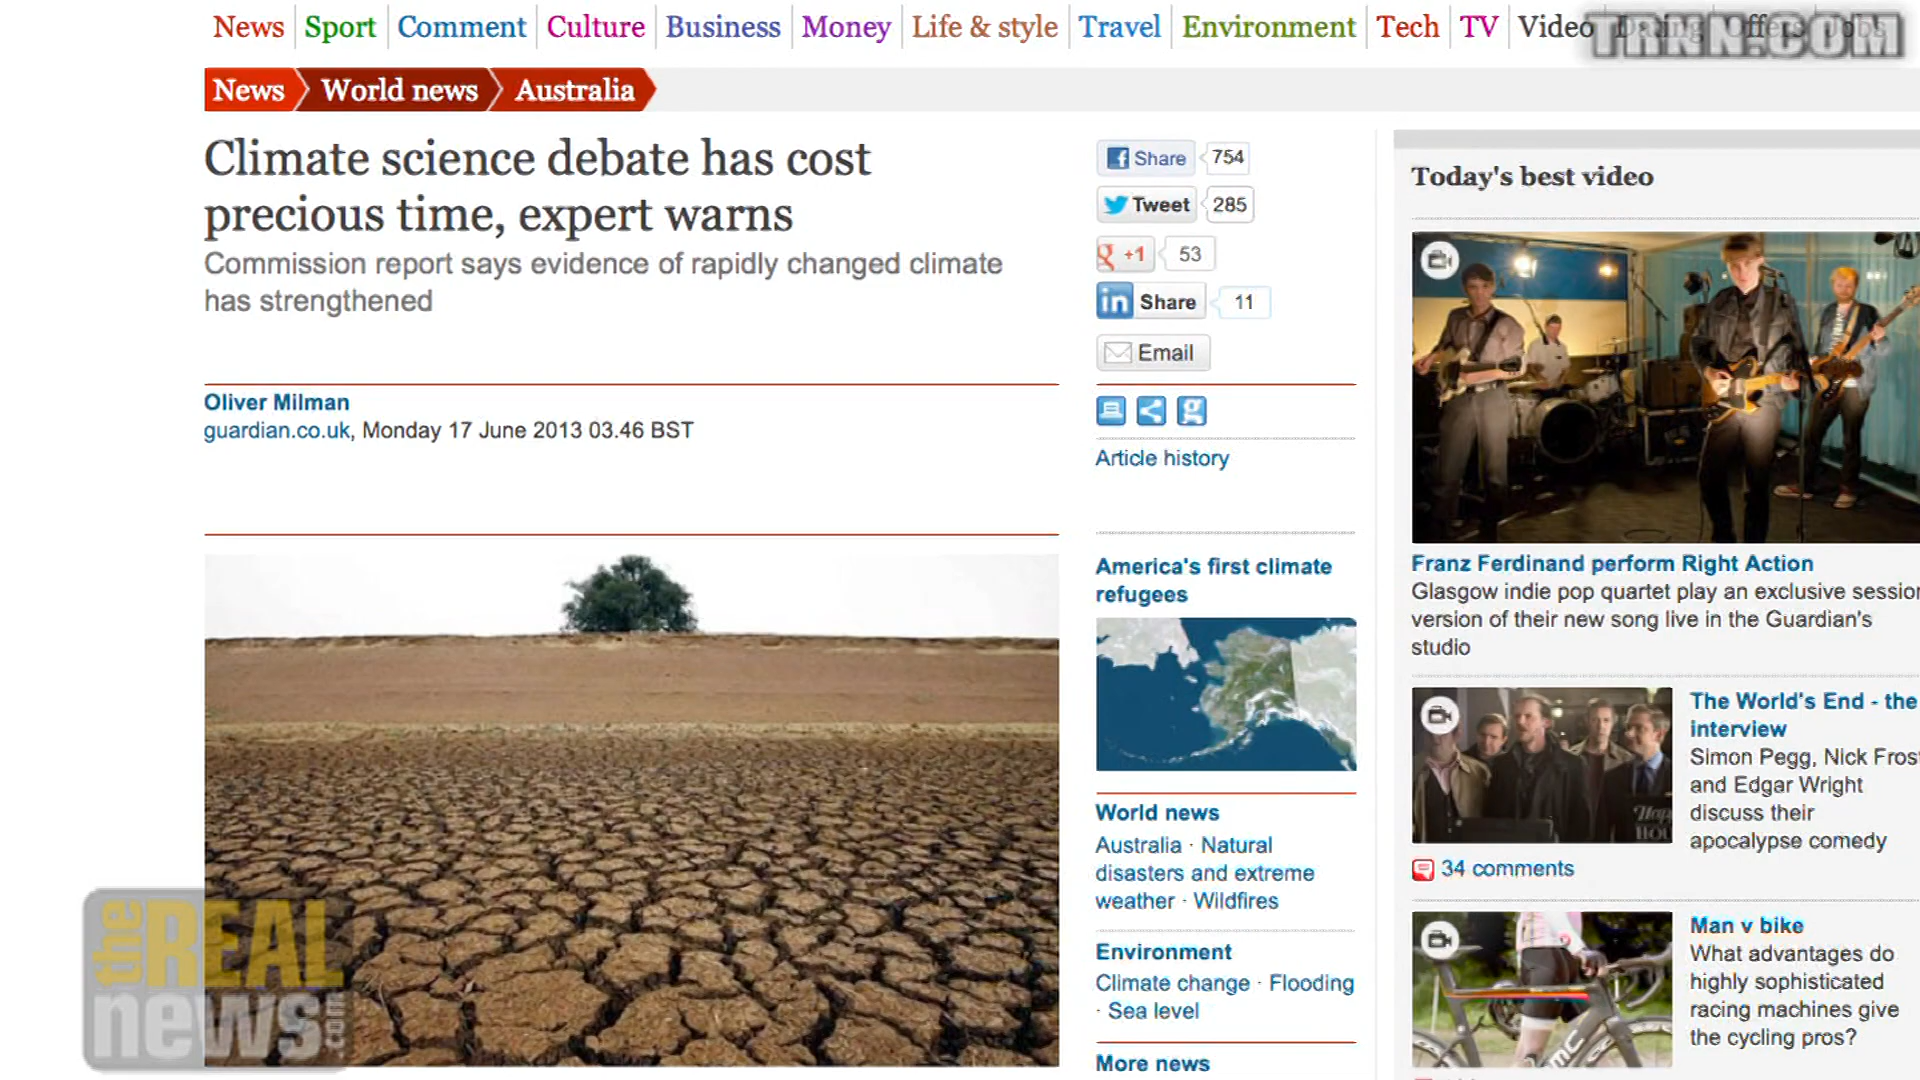 News Sport Comment Culture Business Money Life & style Travel Environment Tech TV Video Dating Offers Jobs
TRNN.COM
News World news Australia
Climate science debate has cost
precious time, expert warns
Commission report says evidence of rapidly changed climate
has strengthened
Oliver Milman
guardian.co.uk, Monday 17 June 2013 03.46 BST
Share 754
Tweet 285
+1 53
in Share 11
Email
Article history
America's first climate
refugees
World news
Australia · Natural
disasters and extreme
weather · Wildfires
Environment
Climate change · Flooding
· Sea level
More news
Today's best video
Franz Ferdinand perform Right Action
Glasgow indie pop quartet play an exclusive session
version of their new song live in the Guardian's
studio
The World's End - the
interview
Simon Pegg, Nick Frost
and Edgar Wright
discuss their
apocalypse comedy
34 comments
Man v bike
What advantages do
highly sophisticated
racing machines give
the cycling pros?
the REAL
news.com